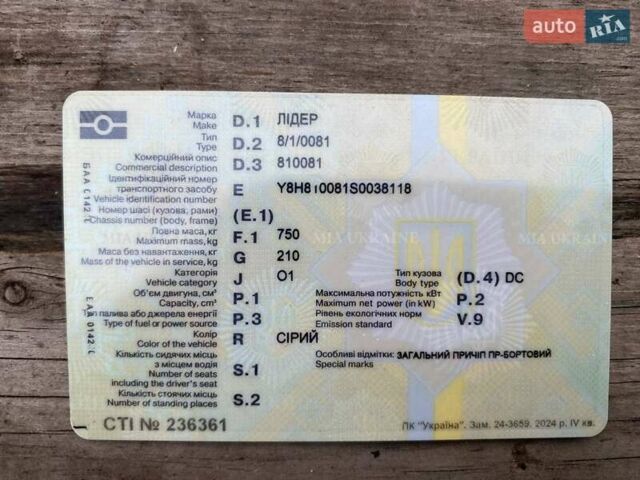 auto RIA .com
Марка
Make D.1 ЛІДЕР
Тип
Type D.2 8/1/0081
Комерційний опис
Commercial description D.3 810081
Ідентифікаційний номер
транспортного засобу
Vehicle identification number E Y8H810081S0038118
Номер шасі (кузова, рами)
Chassis number (body, frame) (E.1)
Повна маса, кг
Maximum mass, kg F.1 750
Маса без навантаження, кг
Mass of the vehicle in service, kg G 210
MIA UKRAINE
MIA UKRAINE
Категорія
Vehicle category J O1
Тип кузова
Body type (D.4) DC
Об'єм двигуна, см³
Capacity, cm³ P.1
Максимальна потужність кВт
Maximum net power (in kW) P.2
Тип палива або джерела енергії
Type of fuel or power source P.3
Рівень екологічних норм
Emission standard V.9
Колір
Color of the vehicle R СІРИЙ
Кількість сидячих місць
з місцем водія
Number of seats
including the driver's seat S.1
Особливі відмітки: ЗАГАЛЬНИЙ ПРИЧІП ПР-БОРТОВИЙ
Special marks
Кількість стоячих місць
Number of standing places S.2
СТІ № 236361
ПК "Україна". Зам. 24-3659. 2024 р. IV кв.